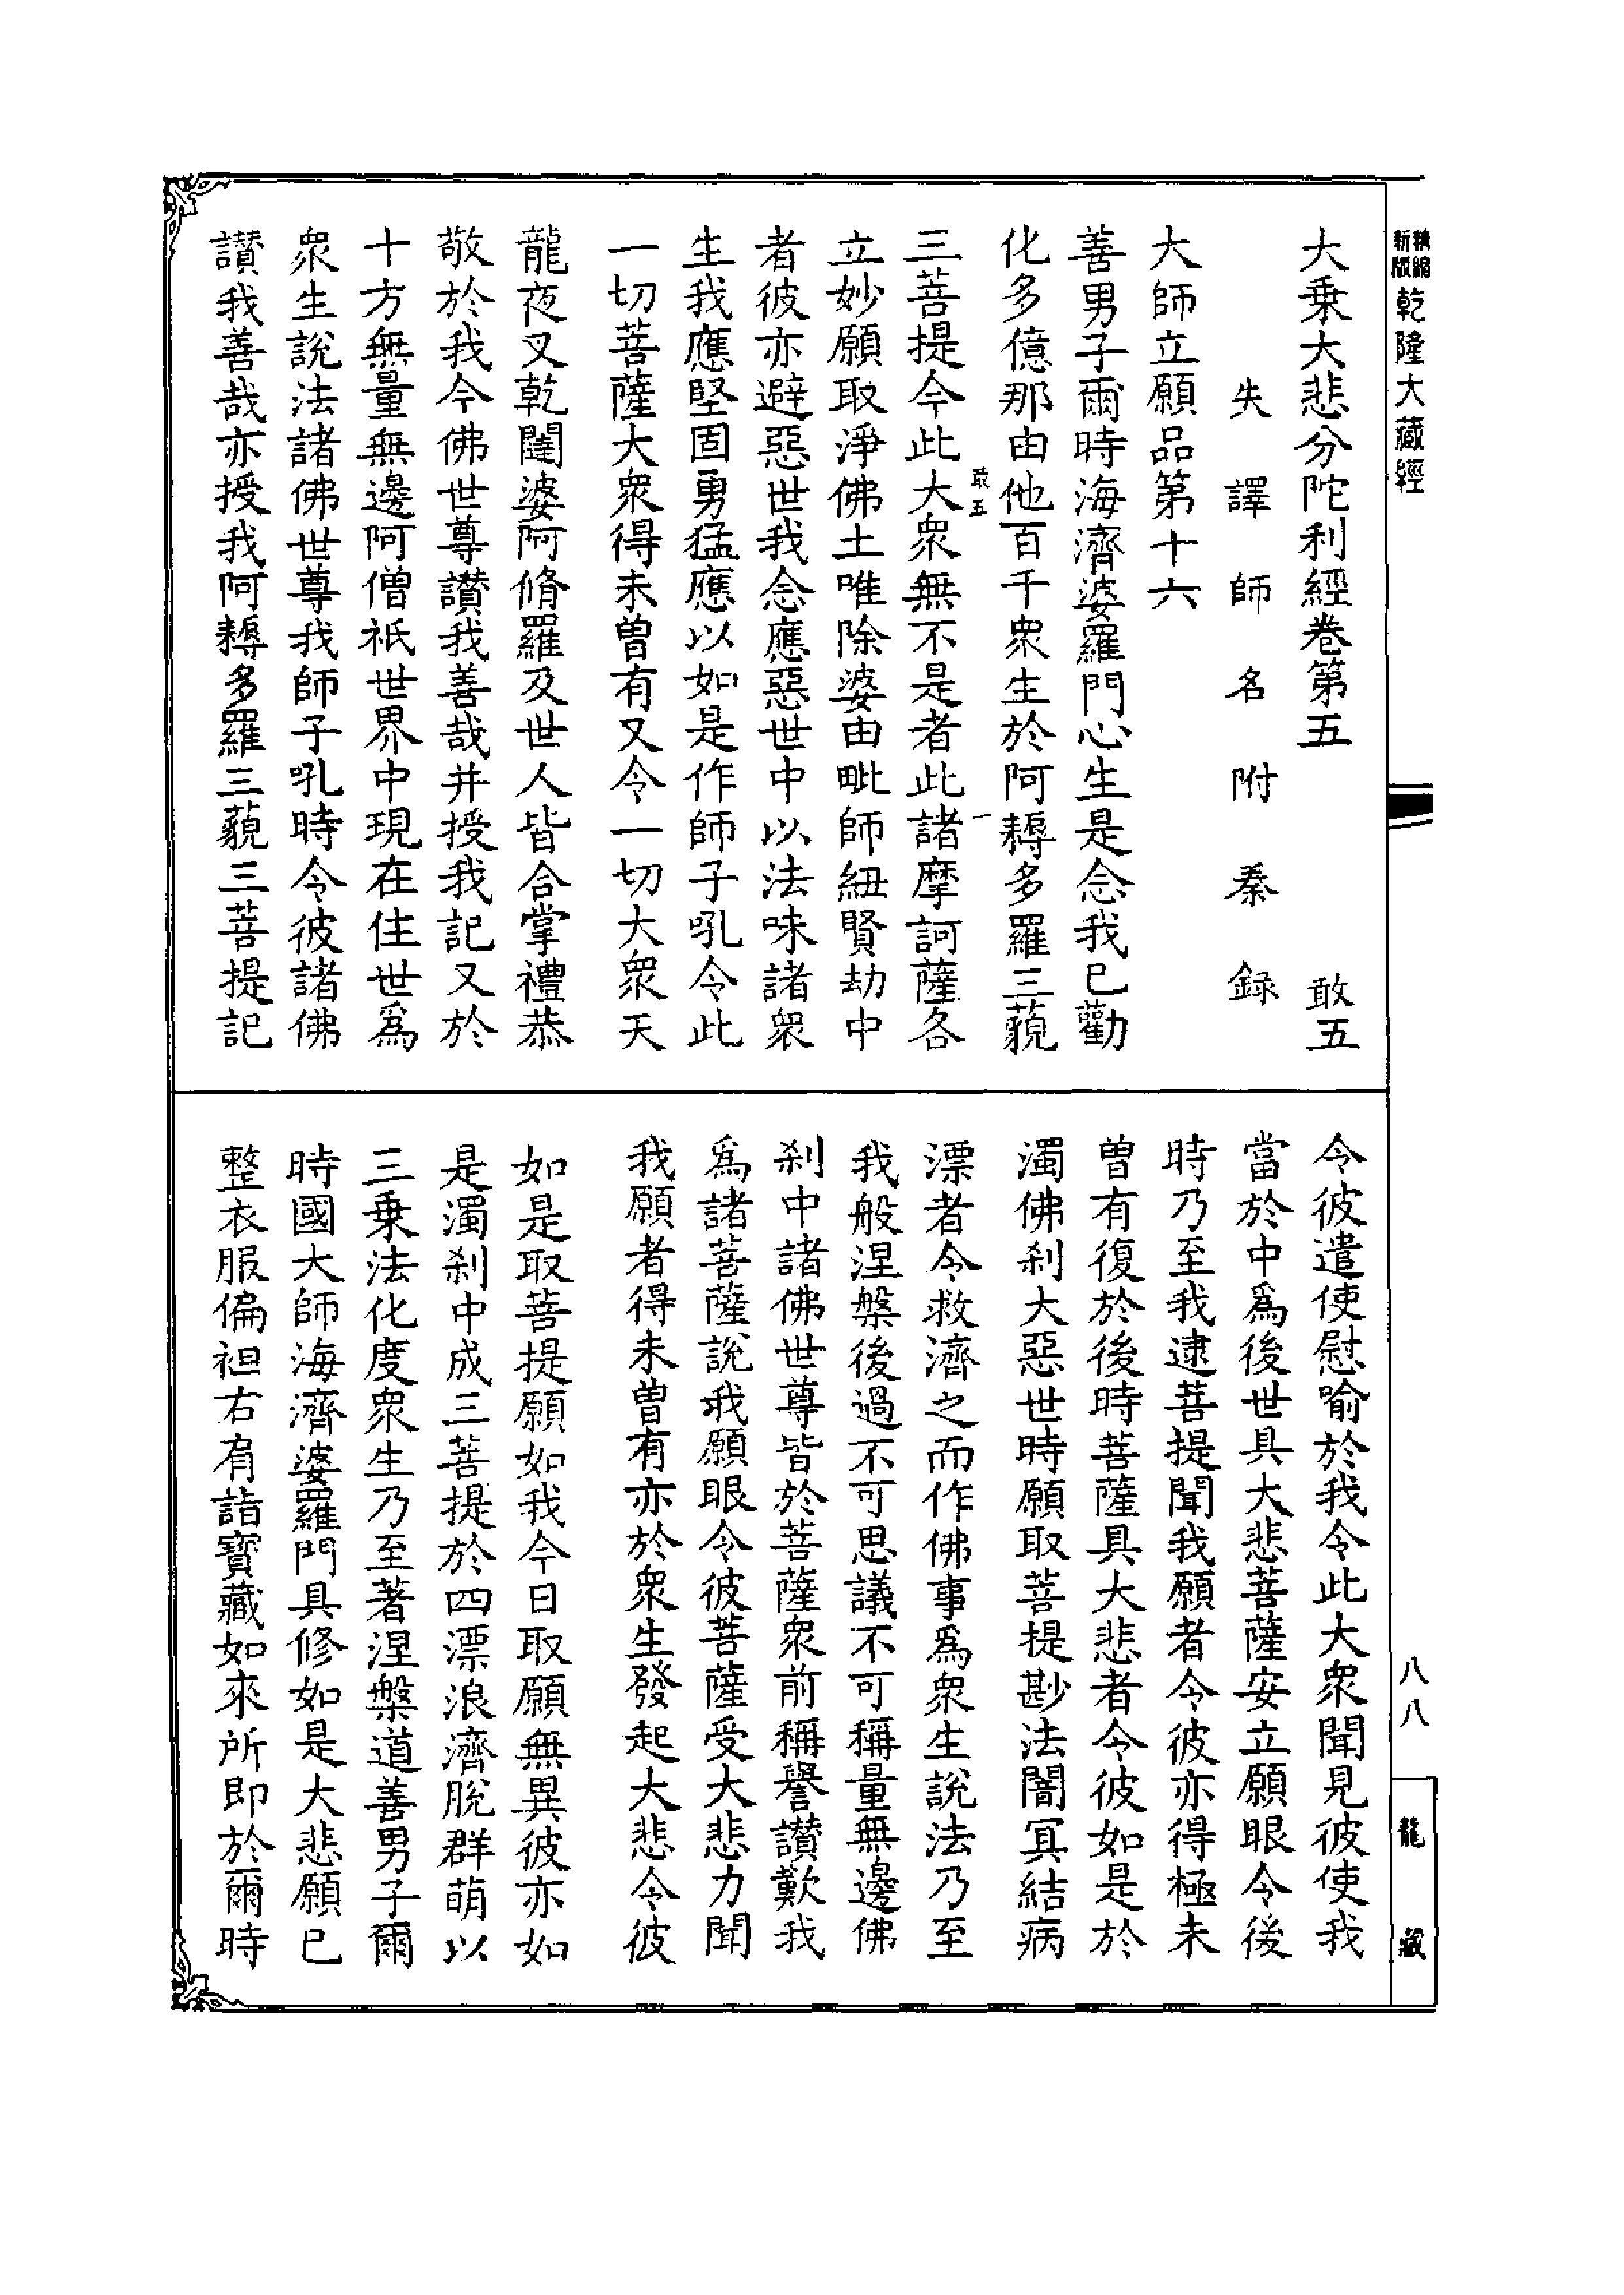 精縮新版乾隆大藏經
大乗大悲分陀利經卷第五　敢五
失譯師名附秦録
大師立願品第十六
善男子爾時海濟婆羅門心生是念我已勸
化多億那由他百千衆生於阿耨多羅三藐
敢五　一
三菩提今此大衆無不是者此諸摩訶薩各
立妙願取淨佛土唯除婆由毗師紐賢劫中
者彼亦避惡世我念應惡世中以法味諸衆
生我應堅固勇猛應以如是作師子吼令此
一切菩薩大衆得未曽有又令一切大衆天
龍夜叉乾闥婆阿脩羅及世人皆合掌禮恭
敬於我今佛世尊讃我善哉并授我記又於
十方無量無邊阿僧祇世界中現在住世爲
衆生説法諸佛世尊我師子吼時令彼諸佛
讃我善哉亦授我阿耨多羅三藐三菩提記
令彼遣使慰喻於我令此大衆聞見彼使我
當於中爲後世具大悲菩薩安立願眼令後
時乃至我逮菩提聞我願者令彼亦得極未
曽有復於後時菩薩具大悲者令彼如是於
濁佛刹大惡世時願取菩提尠法闇冥結病
漂者令救濟之而作佛事爲衆生説法乃至
我般涅槃後過不可思議不可稱量無邊佛
刹中諸佛世尊皆於菩薩衆前稱譽讃歎我
爲諸菩薩説我願眼令彼菩薩受大悲力聞
我願者得未曽有亦於衆生發起大悲令彼
如是取菩提願如我今日取願無異彼亦如
是濁刹中成三菩提於四漂浪濟脫群萌以
三乗法化度衆生乃至著涅槃道善男子爾
時國大師海濟婆羅門具修如是大悲願已
整衣服偏袒右肩詣寳藏如來所即於爾時
八八
龍藏